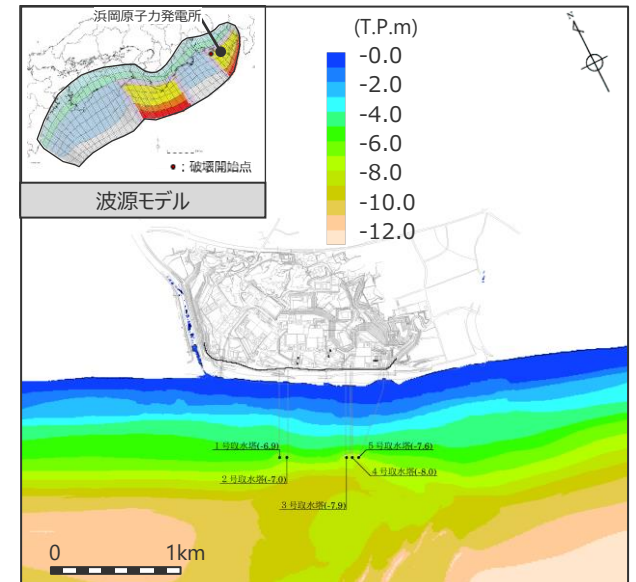 浜岡原子力発電所
●：破壊開始点
波源モデル
(T.P.m)
-0.0
-2.0
-4.0
-6.0
-8.0
-10.0
-12.0
N
1号取水塔(-6.9)
2号取水塔(-7.0)
3号取水塔(-7.9)
4号取水塔(-8.0)
5号取水塔(-7.6)
0 1km